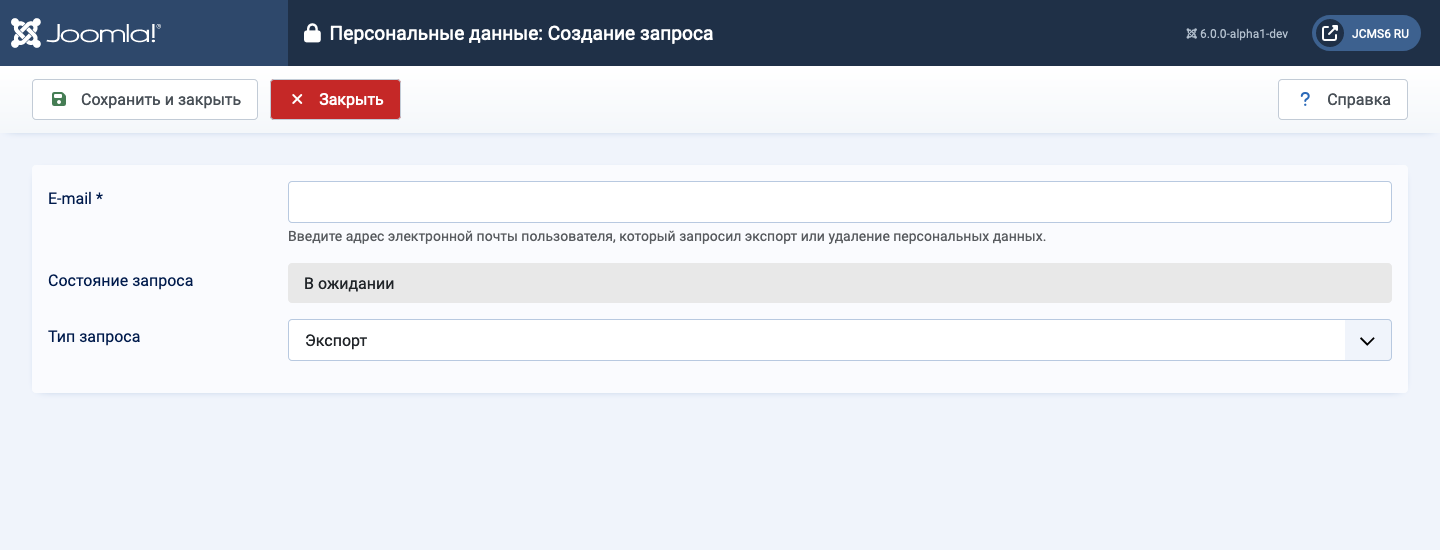 Joomla!®
Персональные данные: Создание запроса
6.0.0-alpha1-dev
JCMS6 RU
Сохранить и закрыть
Закрыть
? Справка
E-mail *
Введите адрес электронной почты пользователя, который запросил экспорт или удаление персональных данных.
Состояние запроса
В ожидании
Тип запроса
Экспорт